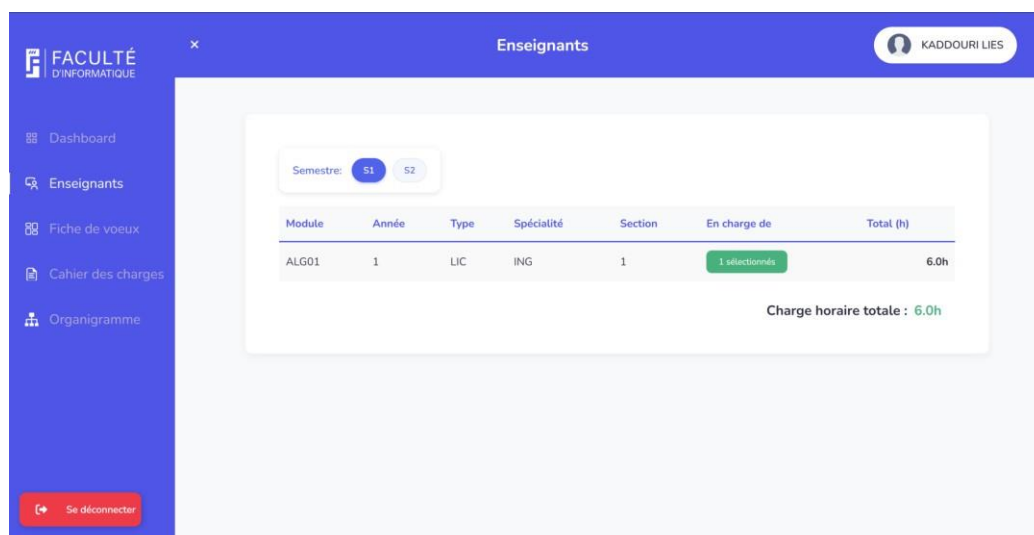 FACULTÉ
D'INFORMATIQUE
×
Enseignants
KADDOURI LIES
Dashboard
Enseignants
Fiche de voeux
Cahier des charges
Organigramme
Se déconnecter
Semestre: S1 S2
Module Année Type Spécialité Section En charge de Total (h)
ALG01 1 LIC ING 1 1 sélectionnés 6.0h
Charge horaire totale : 6.0h